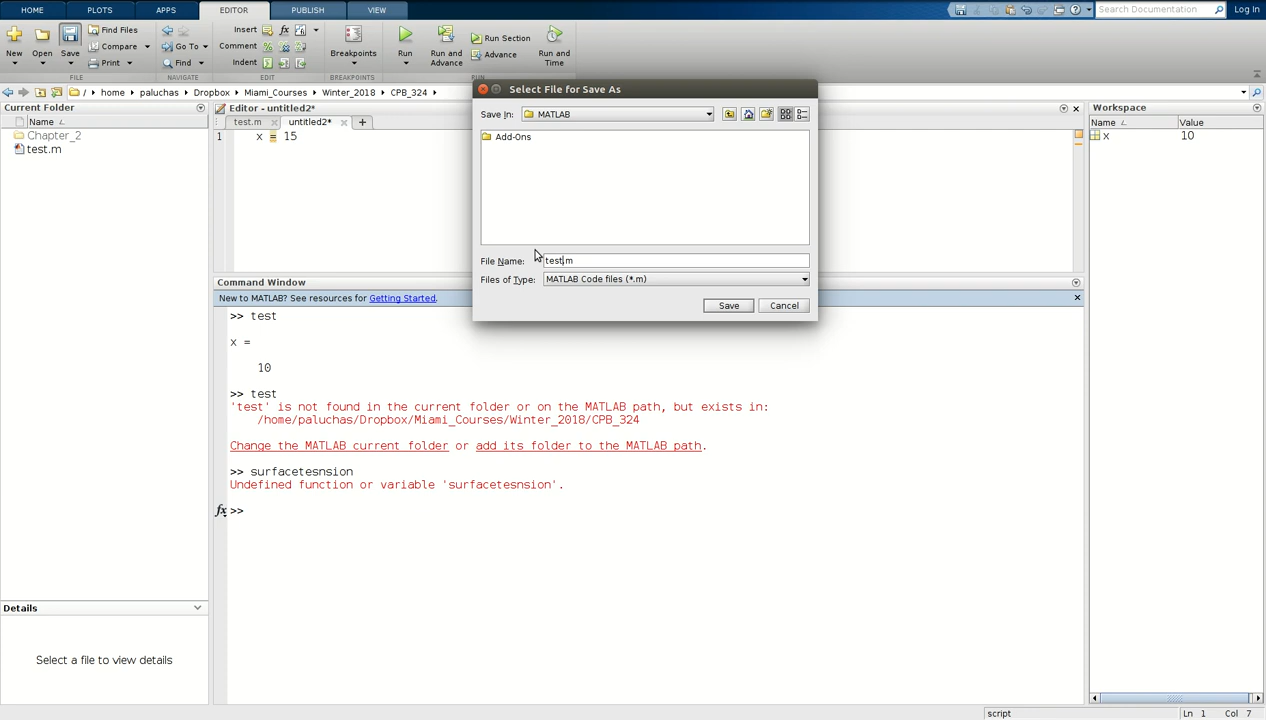 HOME PLOTS APPS EDITOR PUBLISH VIEW Search Documentation Log In
New Open Save Find Files Compare Print Go To Find Insert Comment Indent fx Breakpoints Run Run and Advance Run Section Advance Run and Time
FILE NAVIGATE EDIT BREAKPOINTS RUN
/ home paluchas Dropbox Miami_Courses Winter_2018 CPB_324
Current Folder
Name
Chapter_2
test.m
Details
Select a file to view details
Editor - untitled2*
test.m untitled2*
1 x = 15
Select File for Save As
Save In: MATLAB
Add-Ons
File Name: test.m
Files of Type: MATLAB Code files (*.m)
Save Cancel
Command Window
New to MATLAB? See resources for Getting Started.
>> test
x =
10
>> test
'test' is not found in the current folder or on the MATLAB path, but exists in:
/home/paluchas/Dropbox/Miami_Courses/Winter_2018/CPB_324
Change the MATLAB current folder or add its folder to the MATLAB path.
>> surfacetesnsion
Undefined function or variable 'surfacetesnsion'.
fx >>
Workspace
Name Value
x 10
script Ln 1 Col 7